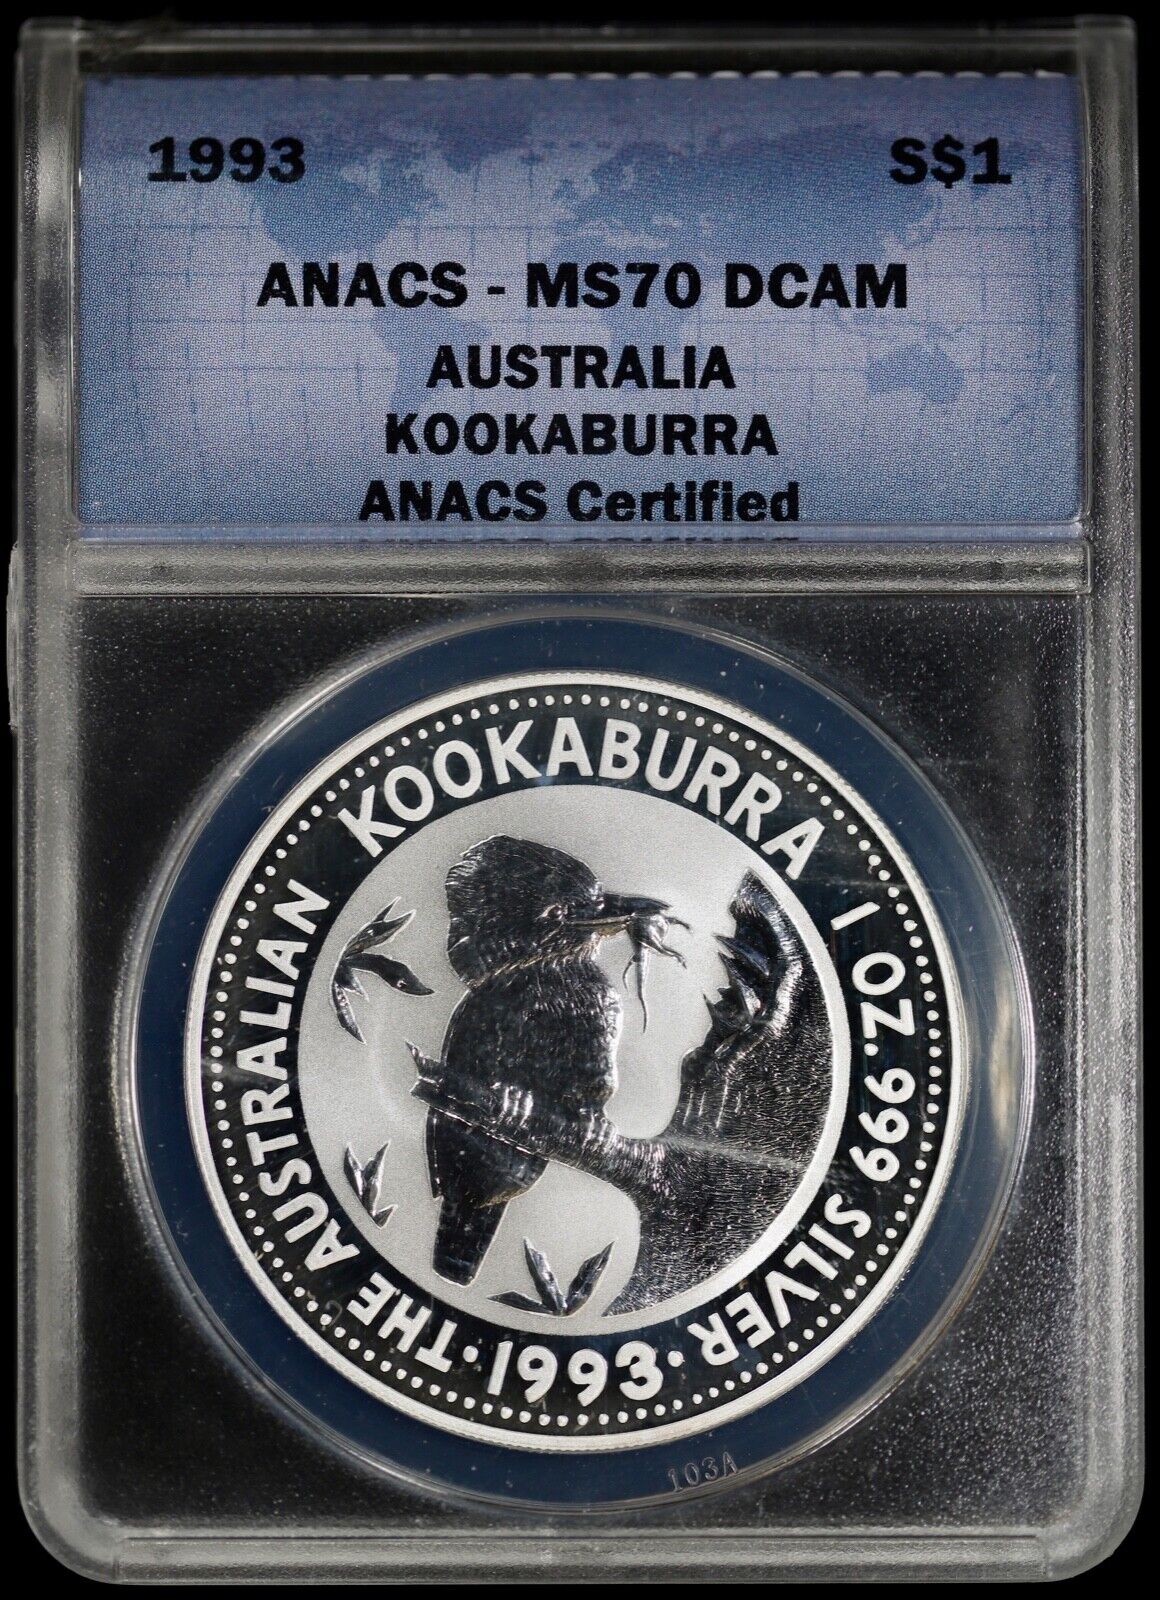 1993 S$1
ANACS - MS70 DCAM
AUSTRALIA
KOOKABURRA
ANACS Certified
THE AUSTRALIAN KOOKABURRA 1 OZ. 999 SILVER
· 1993 ·
103A